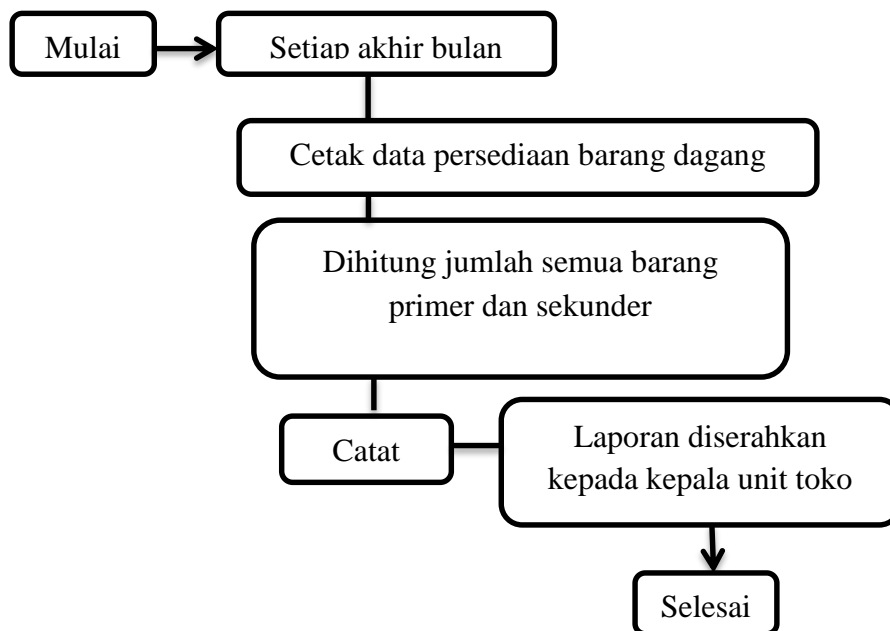 Mulai
Setiap akhir bulan
Cetak data persediaan barang dagang
Dihitung jumlah semua barang
primer dan sekunder
Catat
Laporan diserahkan
kepada kepala unit toko
Selesai